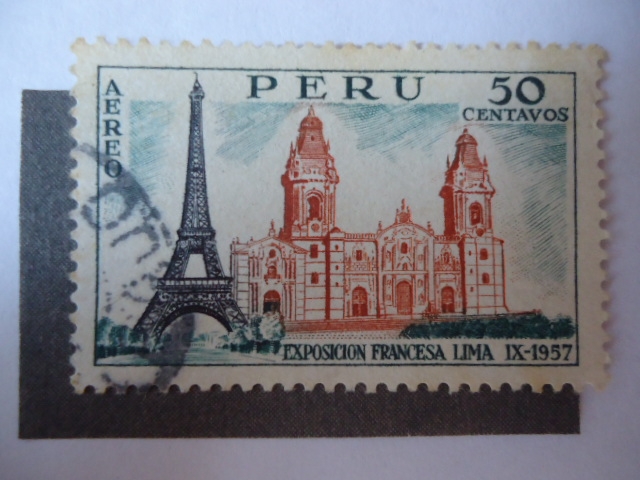 PERU
50
CENTAVOS
AEREO
EXPOSICION FRANCESA LIMA IX-1957